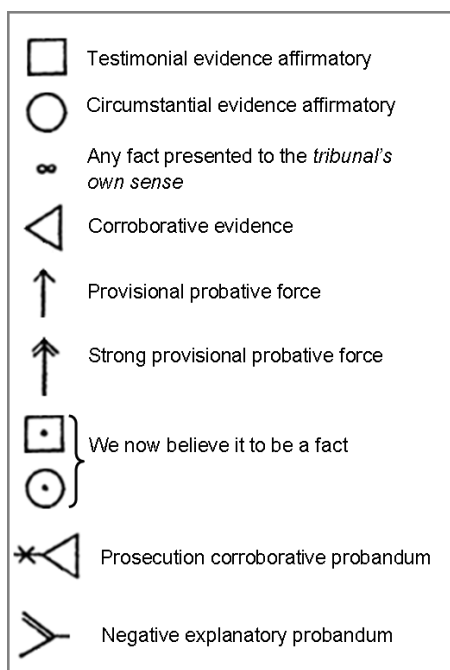 Testimonial evidence affirmatory
Circumstantial evidence affirmatory
Any fact presented to the tribunal's
own sense
Corroborative evidence
Provisional probative force
Strong provisional probative force
We now believe it to be a fact
Prosecution corroborative probandum
Negative explanatory probandum